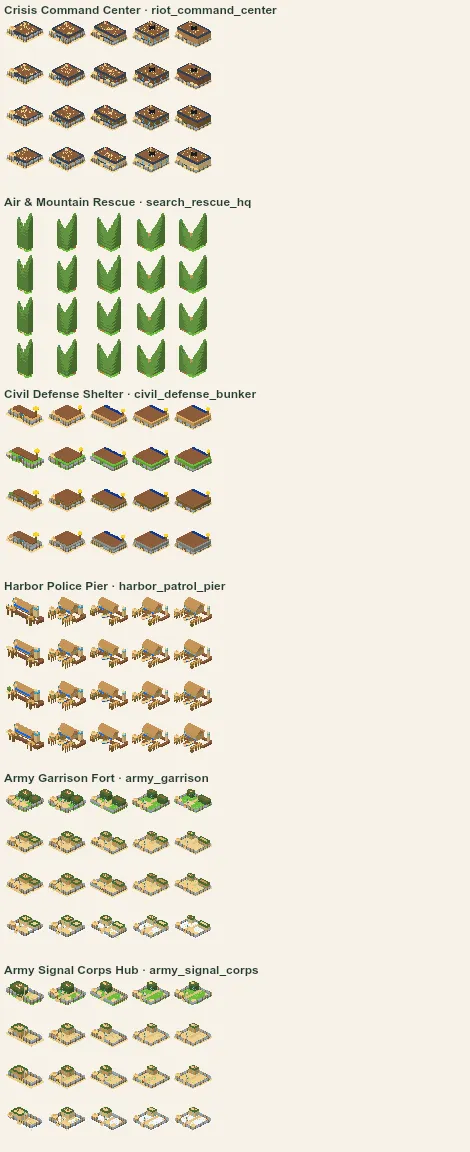 Crisis Command Center · riot_command_center
Air & Mountain Rescue · search_rescue_hq
Civil Defense Shelter · civil_defense_bunker
Harbor Police Pier · harbor_patrol_pier
Army Garrison Fort · army_garrison
Army Signal Corps Hub · army_signal_corps